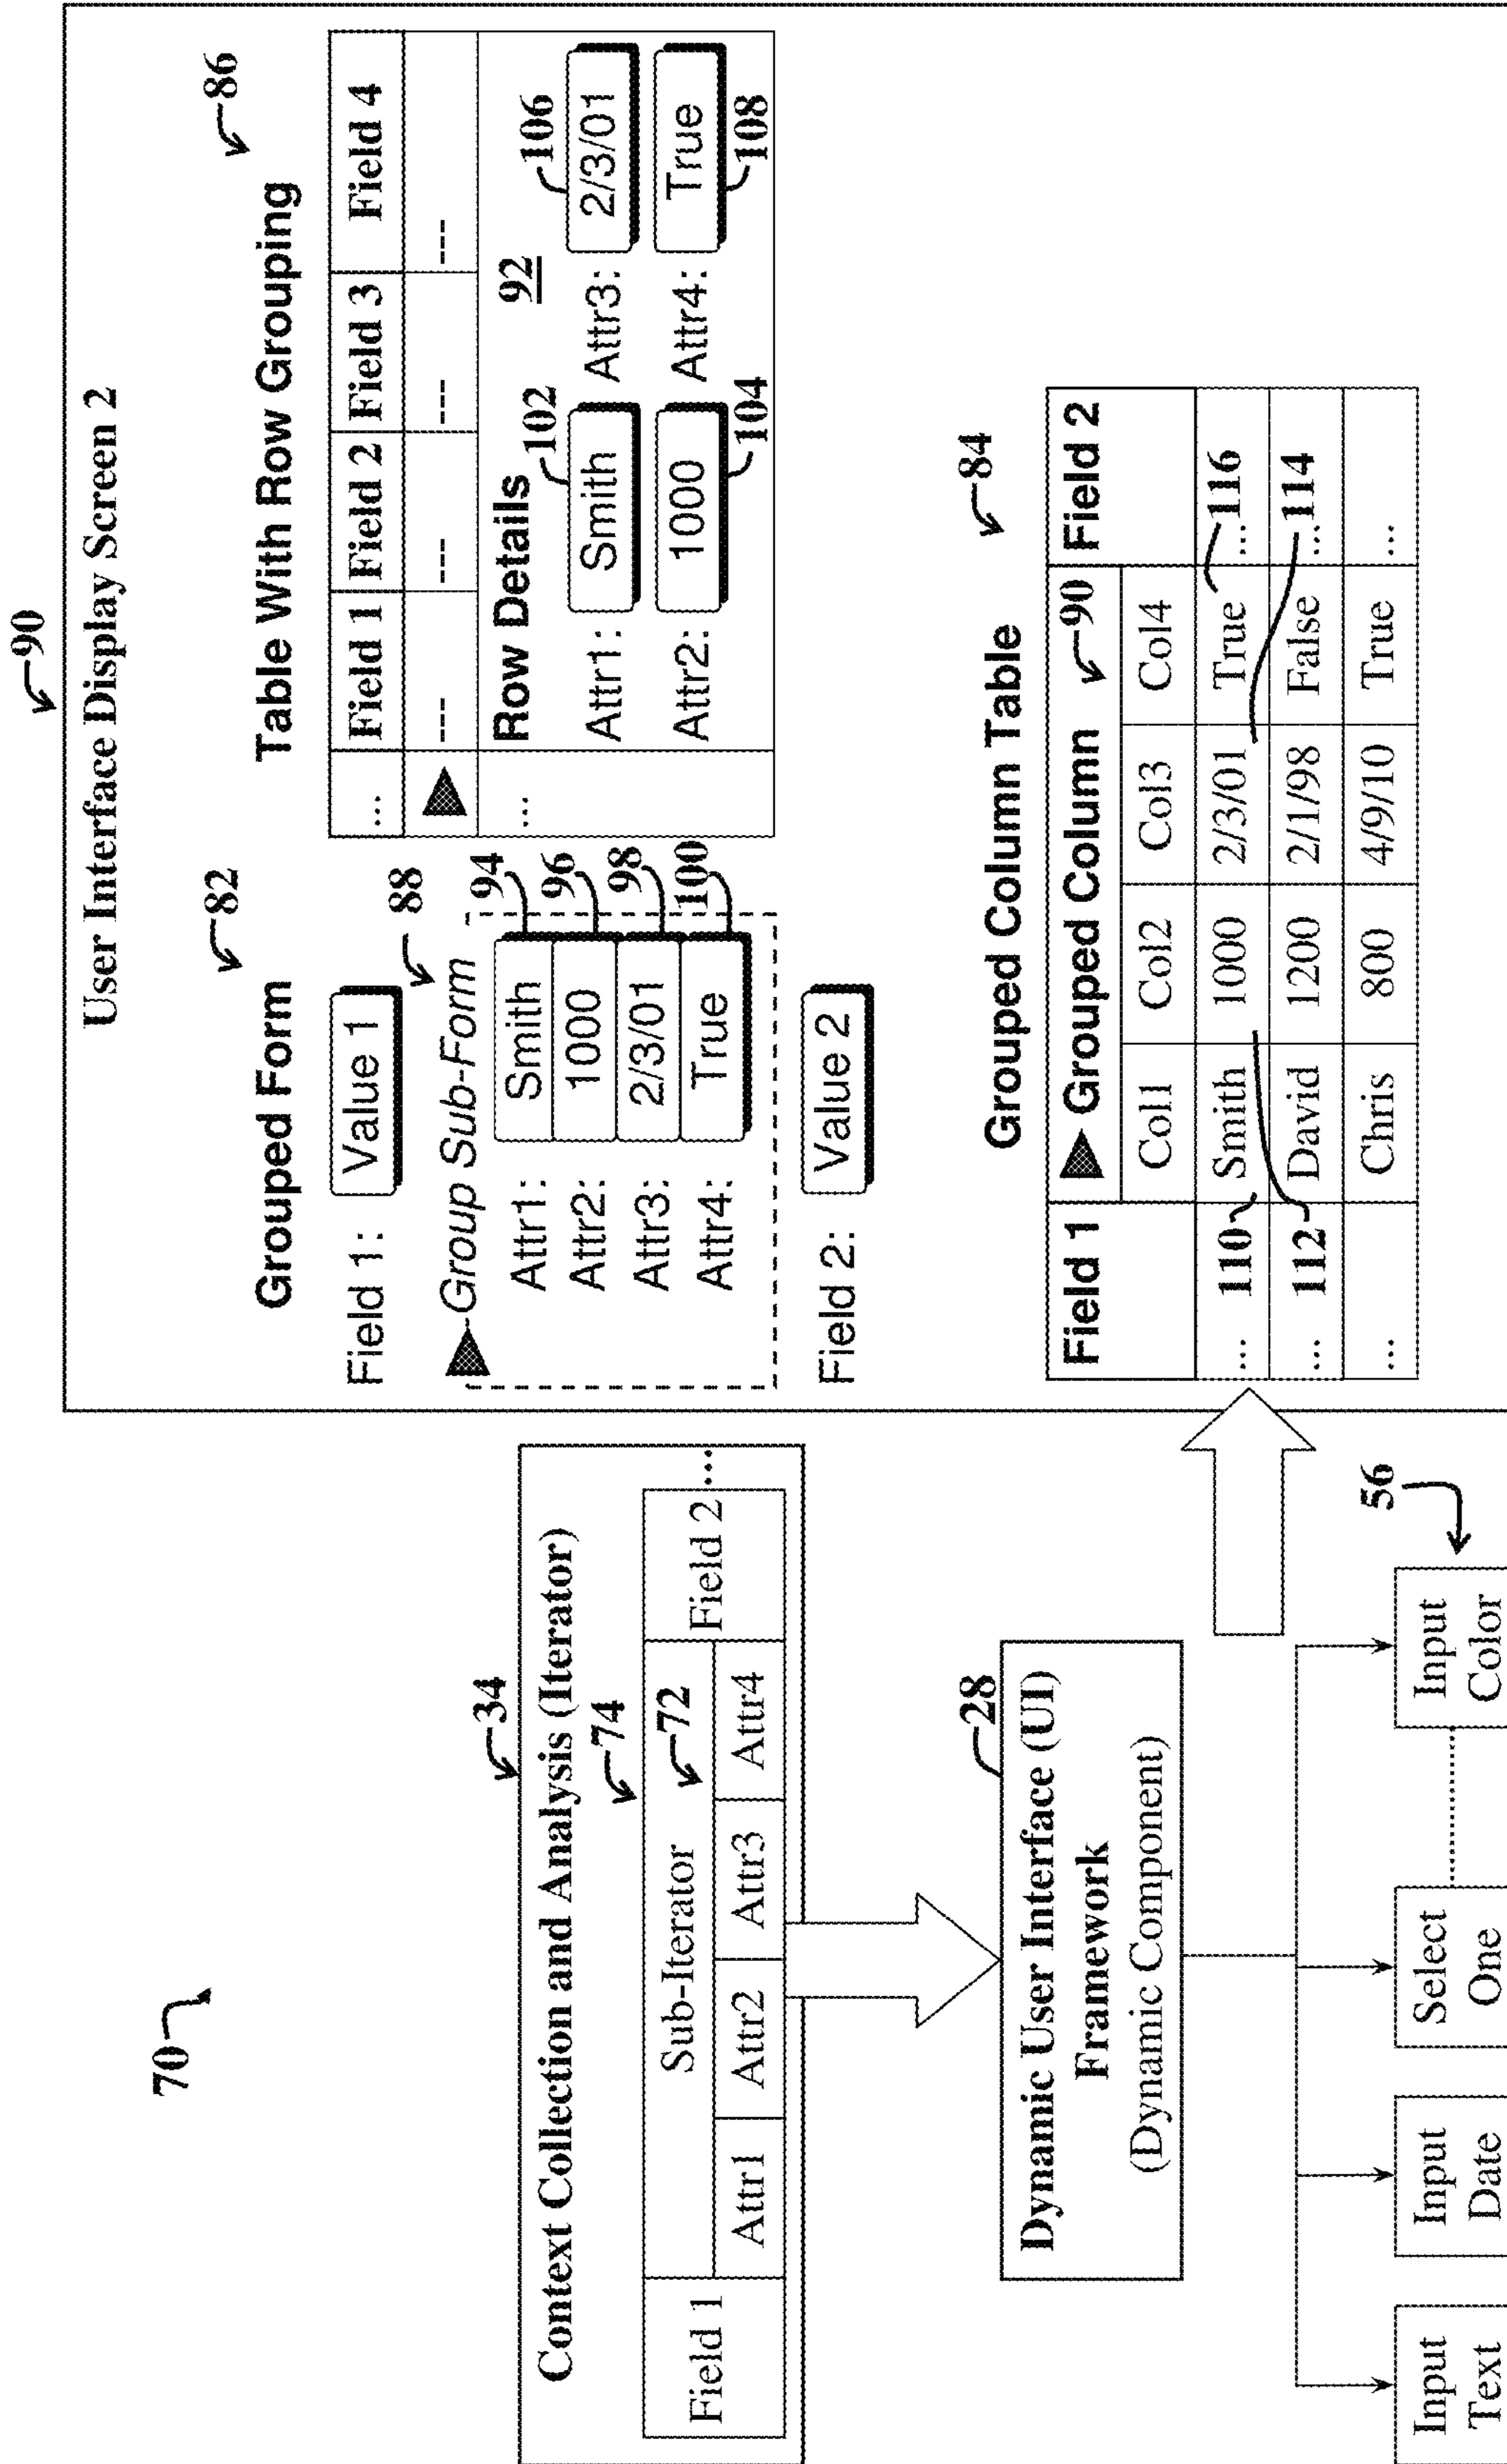 70
90
34
Context Collection and Analysis (Iterator)
74
Field 1 Sub-Iterator 72 Field 2 ...
Attr1 Attr2 Attr3 Attr4
28
Dynamic User Interface (UI)
Framework
(Dynamic Component)
56
Input Text
Input Date
Select One
Input Color
User Interface Display Screen 2
82
Grouped Form
Field 1: Value 1
88
Group Sub-Form
Attr1: Smith 94
Attr2: 1000 96
Attr3: 2/3/01 98
Attr4: True 100
Field 2: Value 2
86
Table With Row Grouping
... Field 1 Field 2 Field 3 Field 4
--- --- --- ---
... Row Details 92
102 106
Attr1: Smith Attr3: 2/3/01
Attr2: 1000 Attr4: True
104 108
84
Grouped Column Table
Field 1 Grouped Column 90 Field 2
Col1 Col2 Col3 Col4
... 110 Smith 1000 2/3/01 True ... 116
... 112 David 1200 2/1/98 False ... 114
... Chris 800 4/9/10 True ...